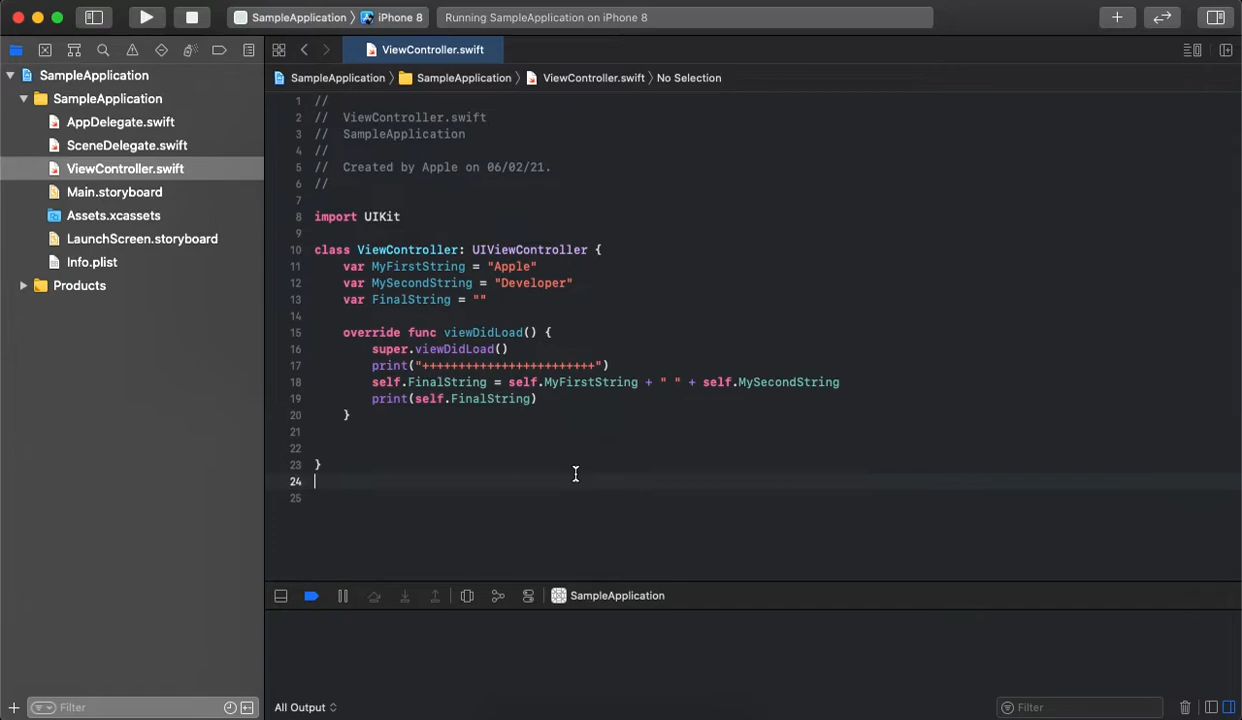 SampleApplication 〉 iPhone 8
Running SampleApplication on iPhone 8
ViewController.swift
SampleApplication 〉 SampleApplication 〉 ViewController.swift 〉 No Selection
SampleApplication
SampleApplication
AppDelegate.swift
SceneDelegate.swift
ViewController.swift
Main.storyboard
Assets.xcassets
LaunchScreen.storyboard
Info.plist
Products
Filter
1 //
2 //  ViewController.swift
3 //  SampleApplication
4 //
5 //  Created by Apple on 06/02/21.
6 //
7
8 import UIKit
9
10 class ViewController: UIViewController {
11     var MyFirstString = "Apple"
12     var MySecondString = "Developer"
13     var FinalString = ""
14
15     override func viewDidLoad() {
16         super.viewDidLoad()
17         print("++++++++++++++++++++++++")
18         self.FinalString = self.MyFirstString + " " + self.MySecondString
19         print(self.FinalString)
20     }
21
22
23 }
24
25
SampleApplication
All Output
Filter